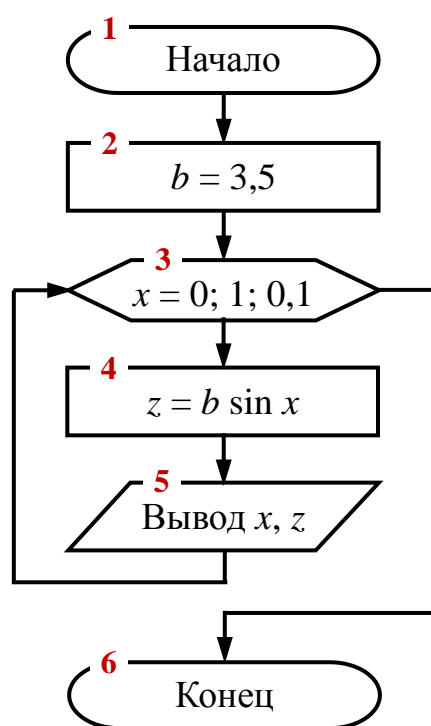 1
Начало
2
b = 3,5
3
x = 0; 1; 0,1
4
z = b sin x
5
Вывод x, z
6
Конец